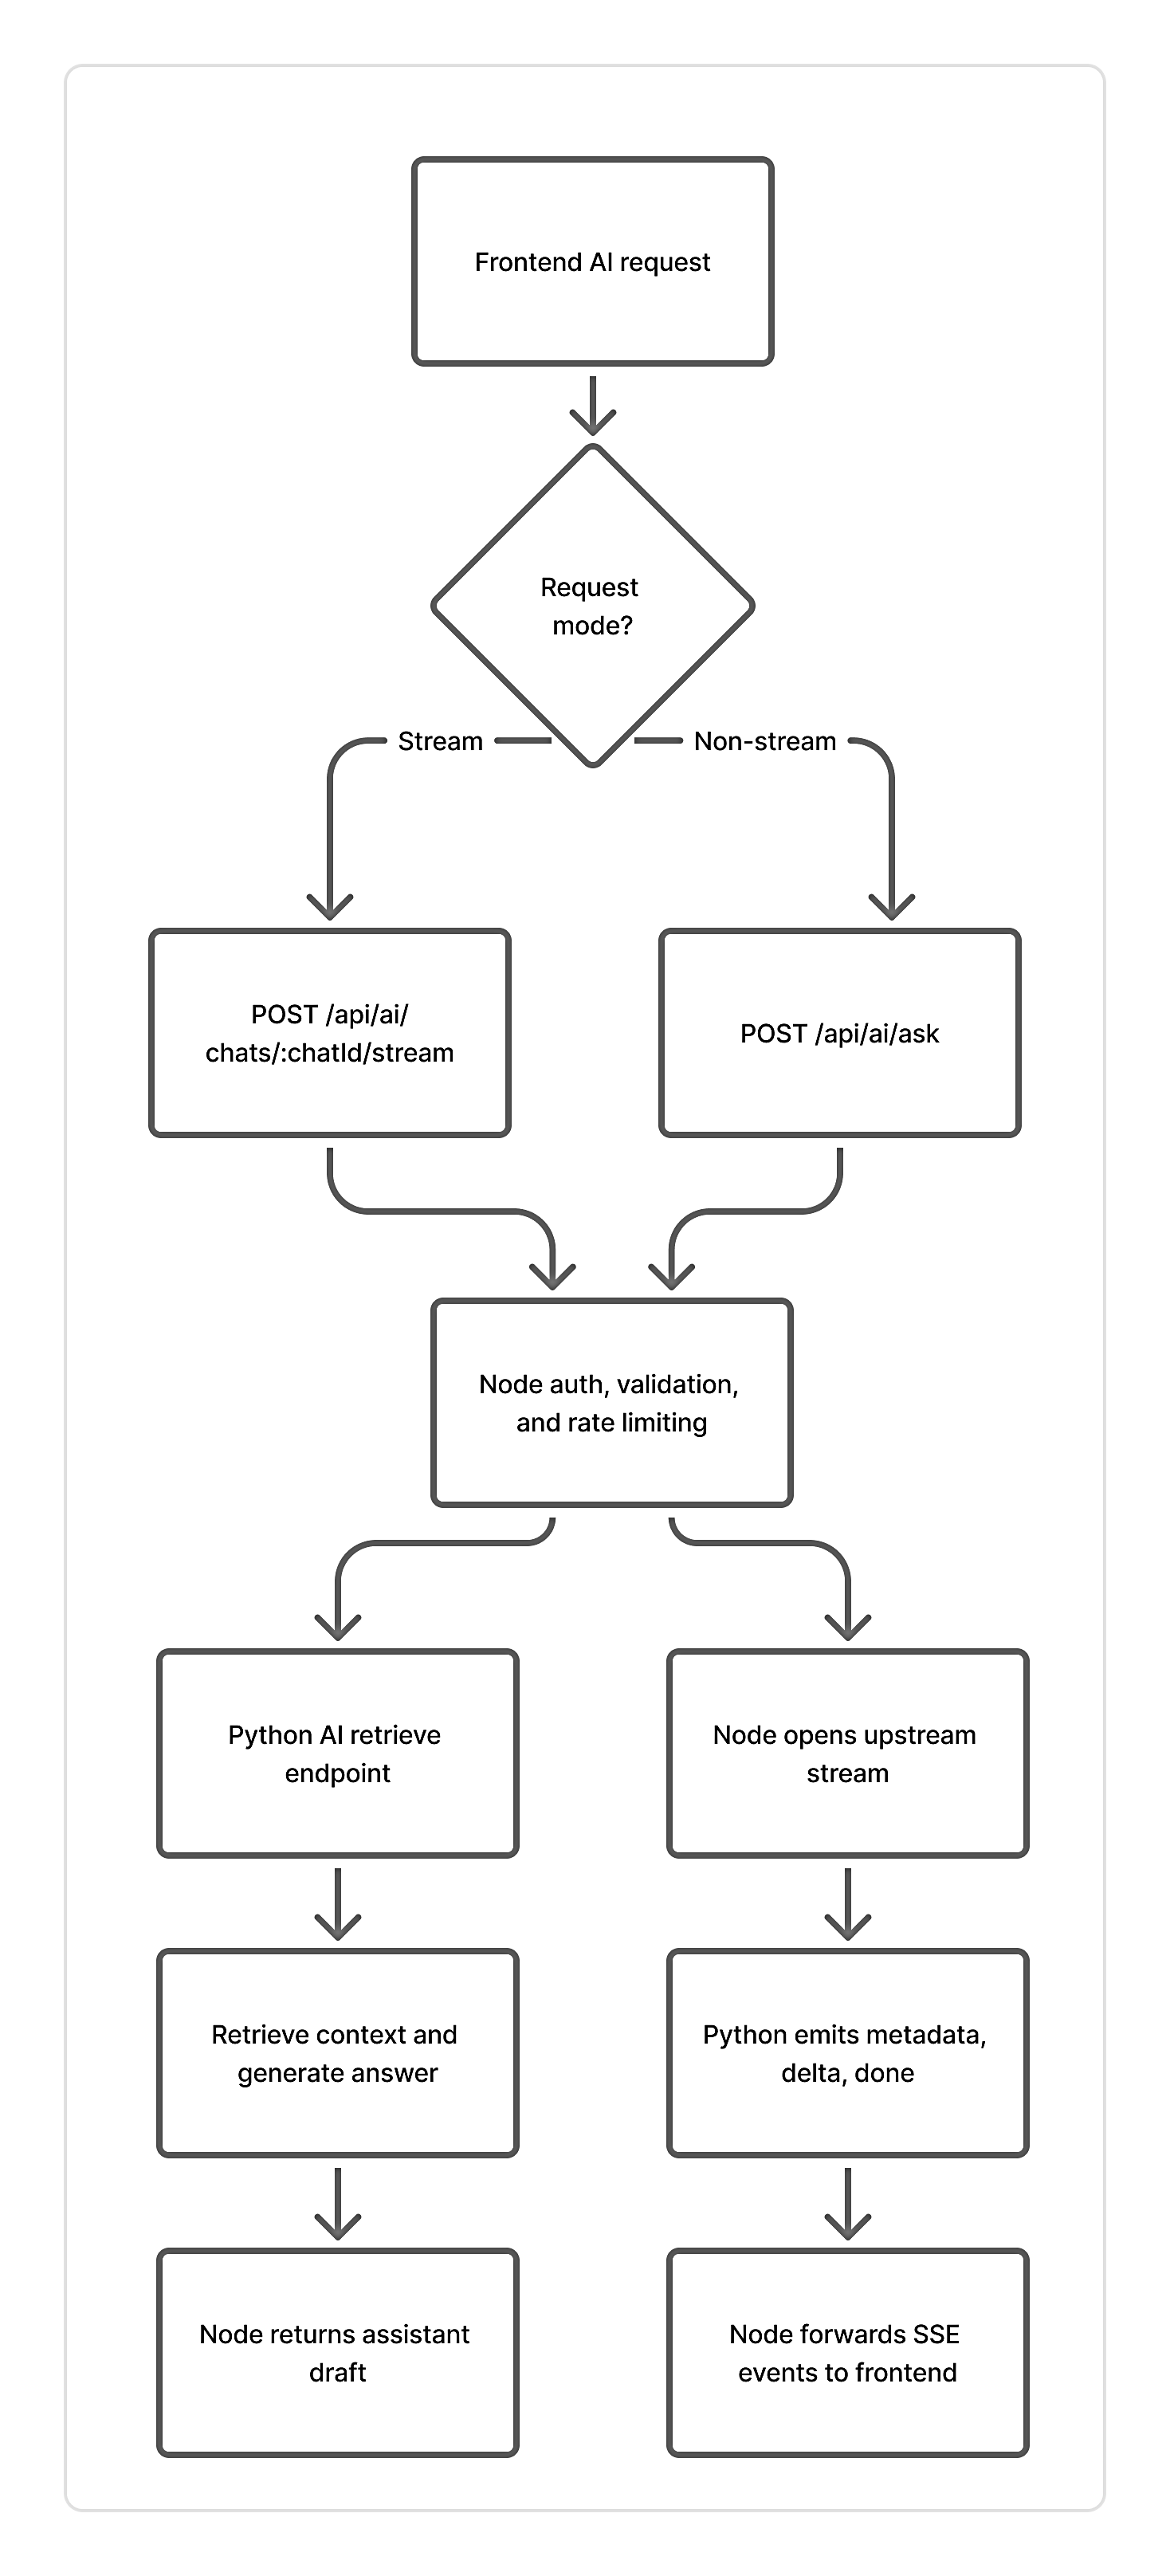 Frontend AI request
Request
mode?
Stream
Non-stream
POST /api/ai/
chats/:chatId/stream
POST /api/ai/ask
Node auth, validation,
and rate limiting
Python AI retrieve
endpoint
Node opens upstream
stream
Retrieve context and
generate answer
Python emits metadata,
delta, done
Node returns assistant
draft
Node forwards SSE
events to frontend